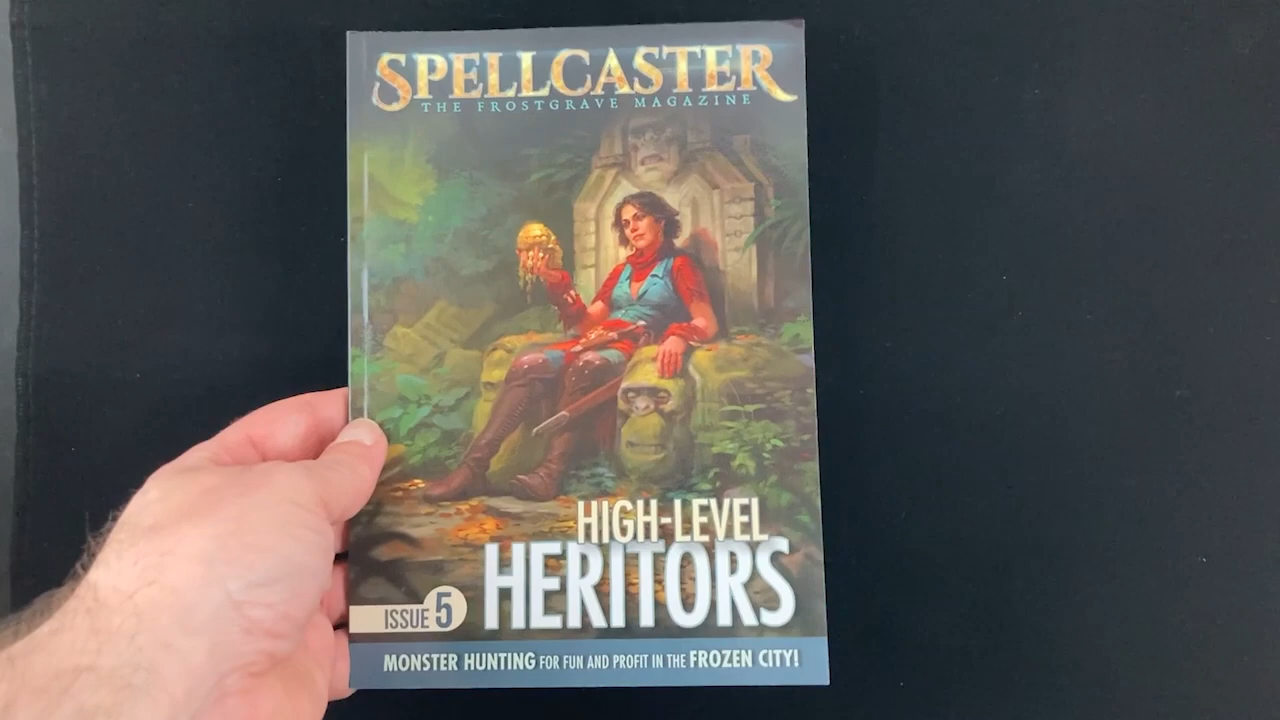 SPELLCASTER
THE FROSTGRAVE MAGAZINE
HIGH-LEVEL
HERITORS
ISSUE 5
MONSTER HUNTING FOR FUN AND PROFIT IN THE FROZEN CITY!